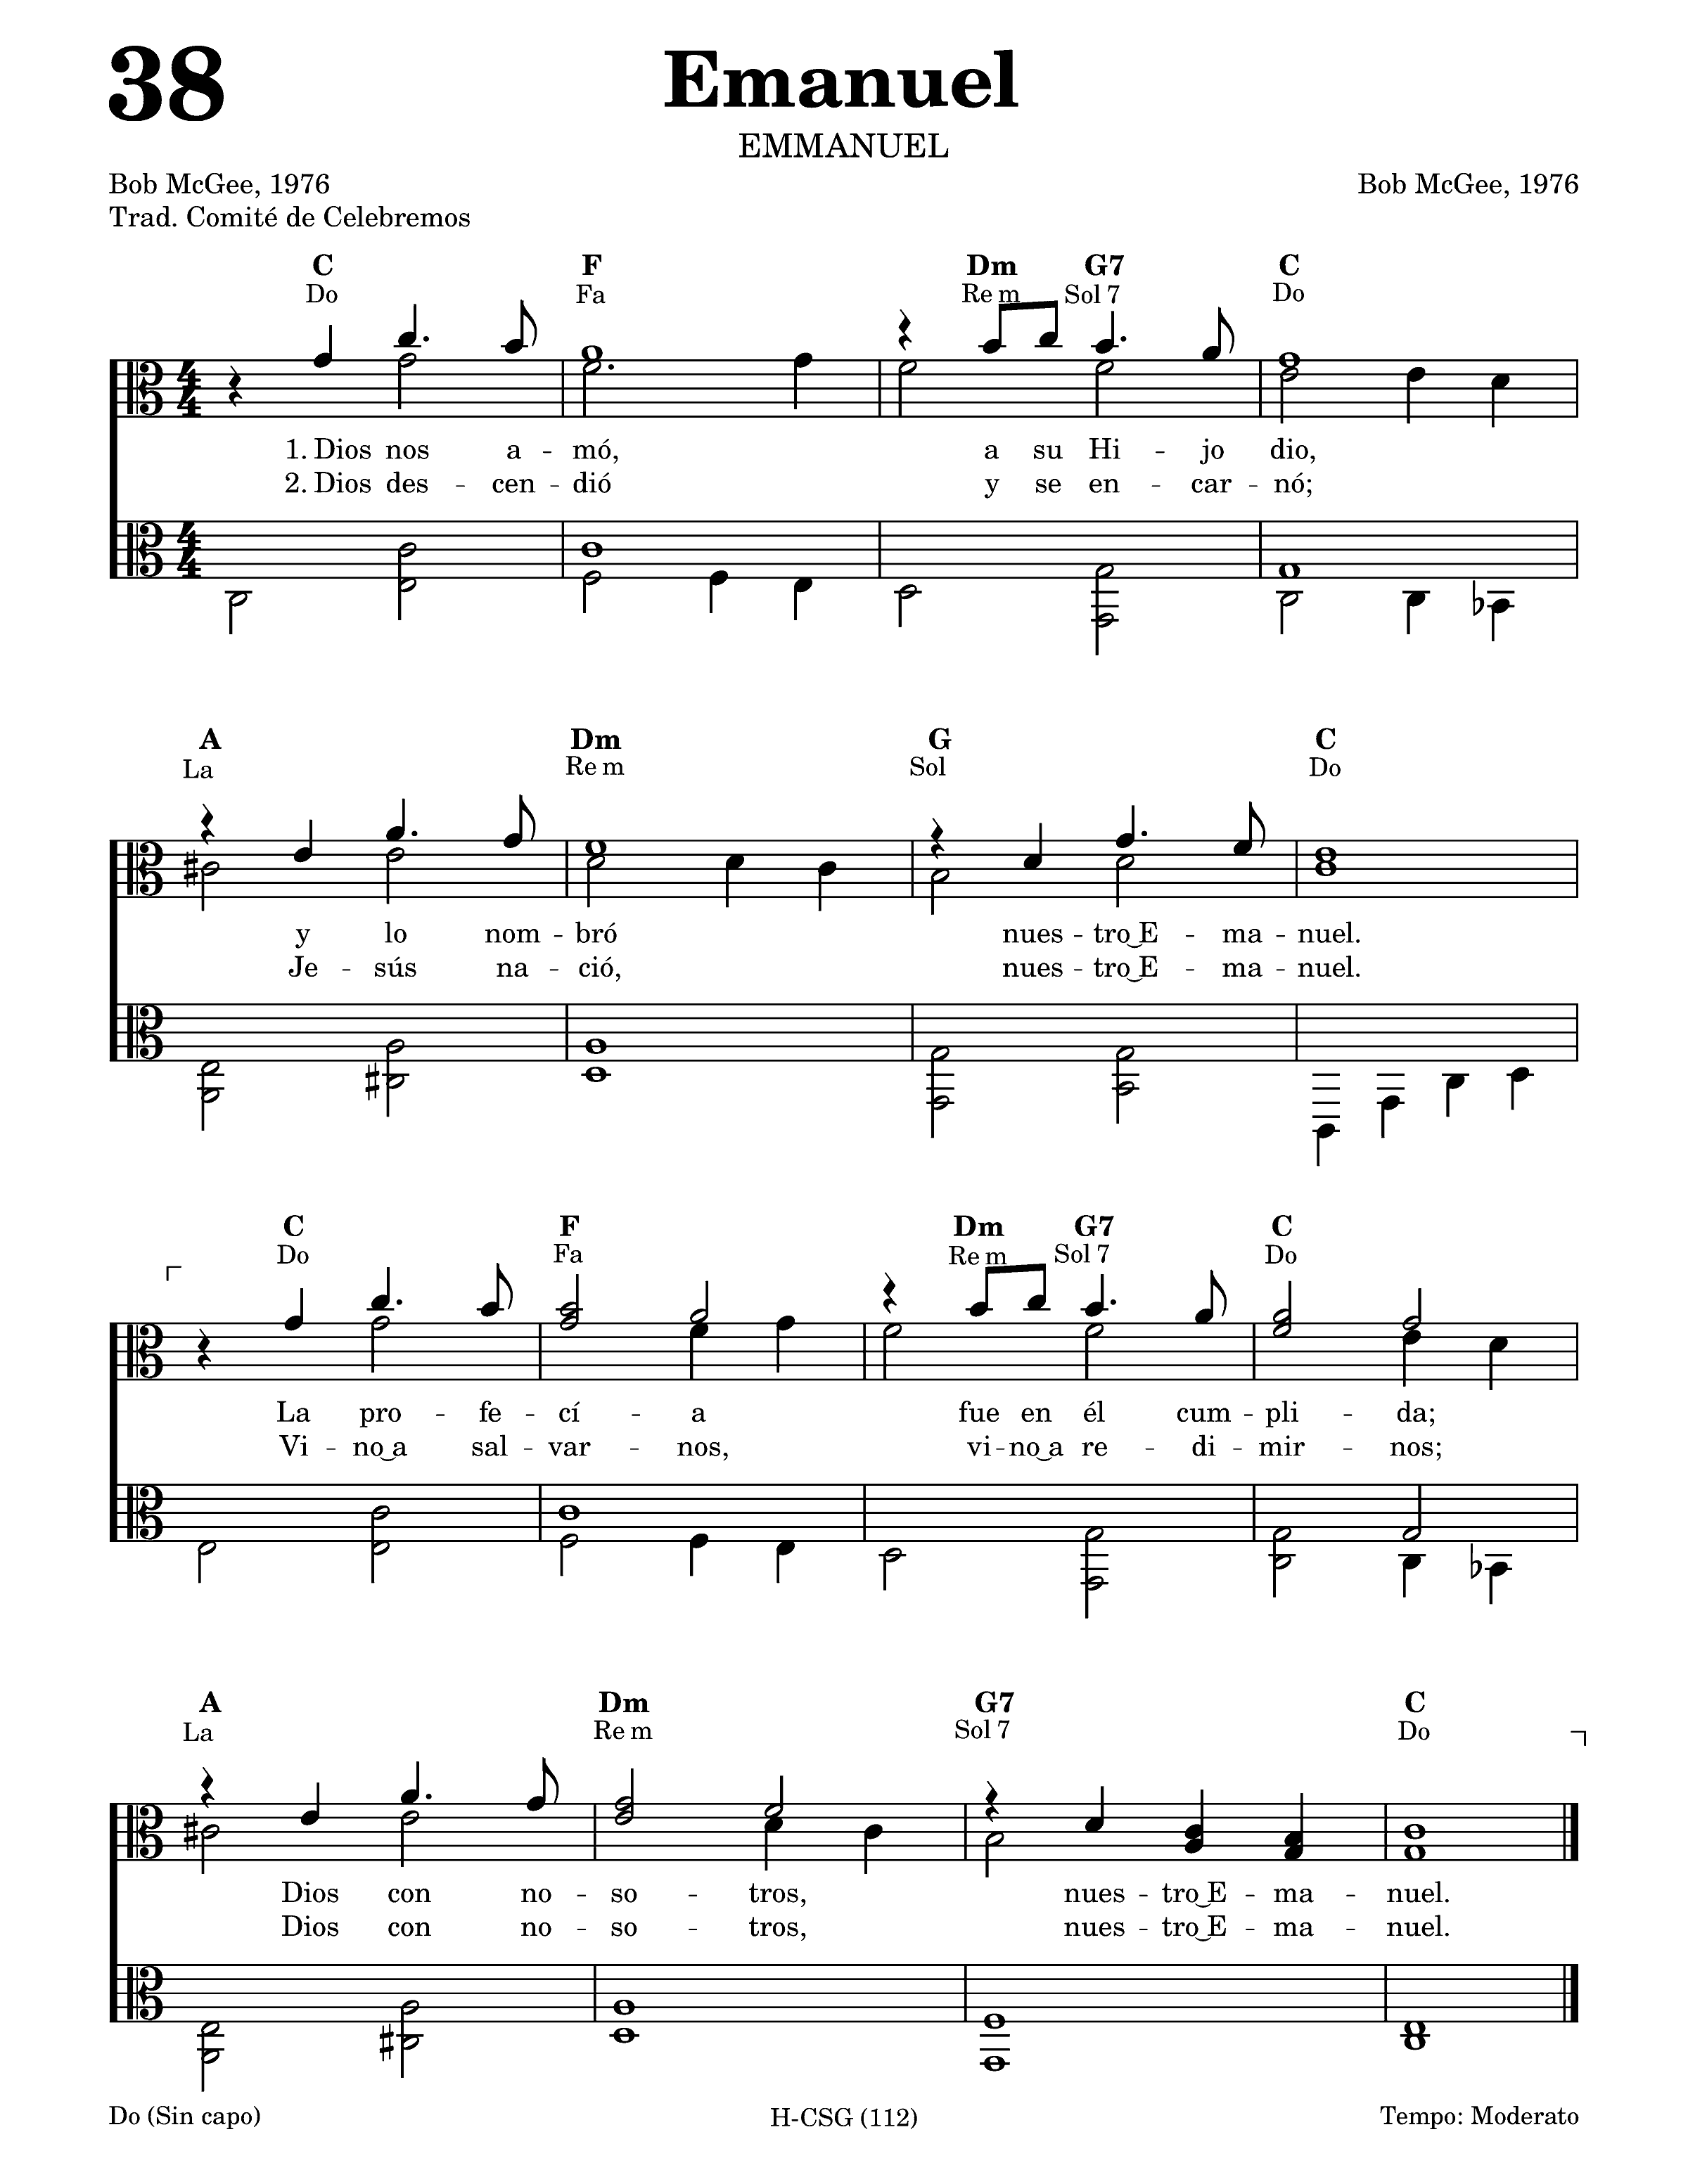 38 Emanuel
EMMANUEL
Bob McGee, 1976 Bob McGee, 1976
Trad. Comité de Celebremos
C F Dm G7 C
Do Fa Re m Sol 7 Do
4 4
1. Dios nos a - mó, a su Hi - jo dio,
2. Dios des - cen - dió y se en - car - nó;
4 4
A Dm G C
La Re m Sol Do
y lo nom - bró nues - tro‿E - ma - nuel.
Je - sús na - ció, nues - tro‿E - ma - nuel.
C F Dm G7 C
Do Fa Re m Sol 7 Do
La pro - fe - cí - a fue en él cum - pli - da;
Vi - no‿a sal - var - nos, vi - no‿a re - di - mir - nos;
A Dm G7 C
La Re m Sol 7 Do
Dios con no - so - tros, nues - tro‿E - ma - nuel.
Dios con no - so - tros, nues - tro‿E - ma - nuel.
Do (Sin capo) H-CSG (112) Tempo: Moderato